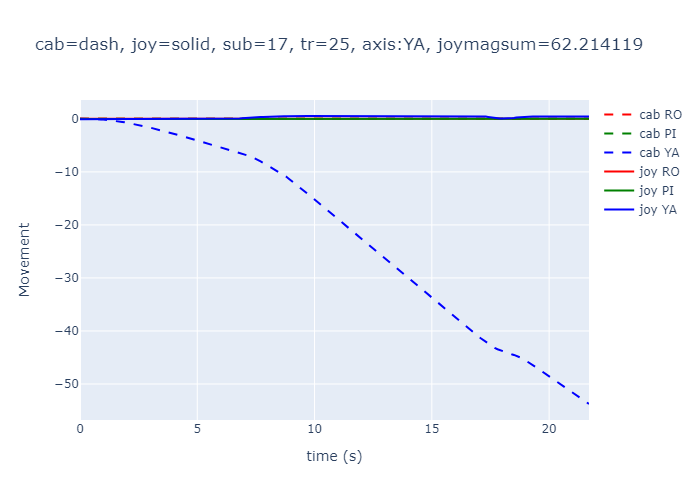 cab=dash, joy=solid, sub=17, tr=25, axis:YA, joymagsum=62.214119
cab RO
cab PI
cab YA
joy RO
joy PI
joy YA
Movement
0
−10
−20
−30
−40
−50
0 5 10 15 20
time (s)